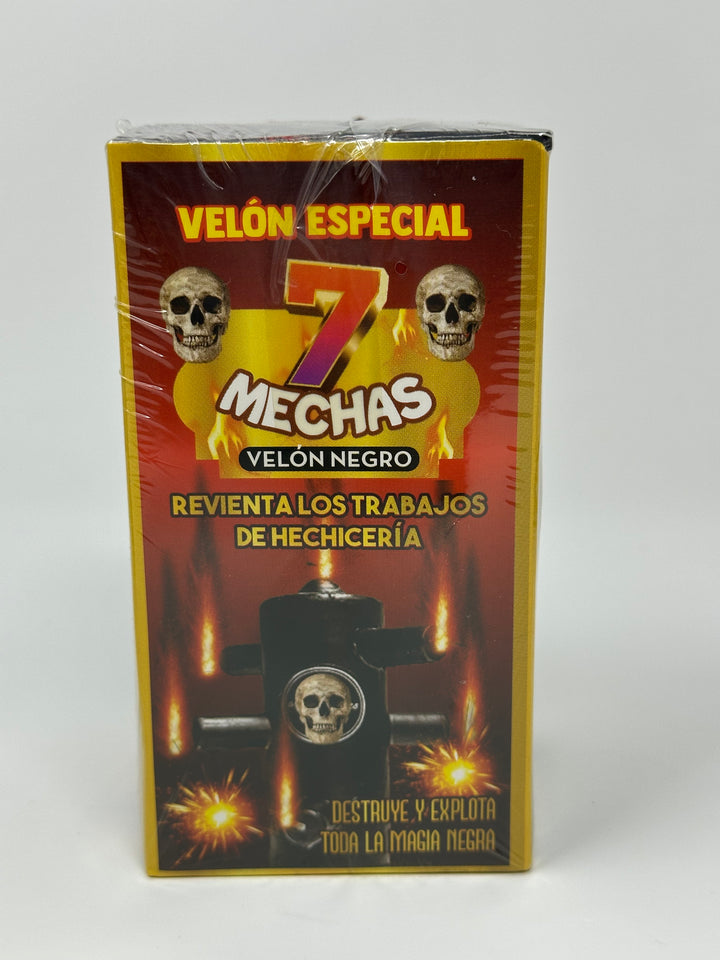 VELÓN ESPECIAL
7
MECHAS
VELÓN NEGRO
REVIENTA LOS TRABAJOS
DE HECHICERÍA
DESTRUYE Y EXPLOTA
TODA LA MAGIA NEGRA